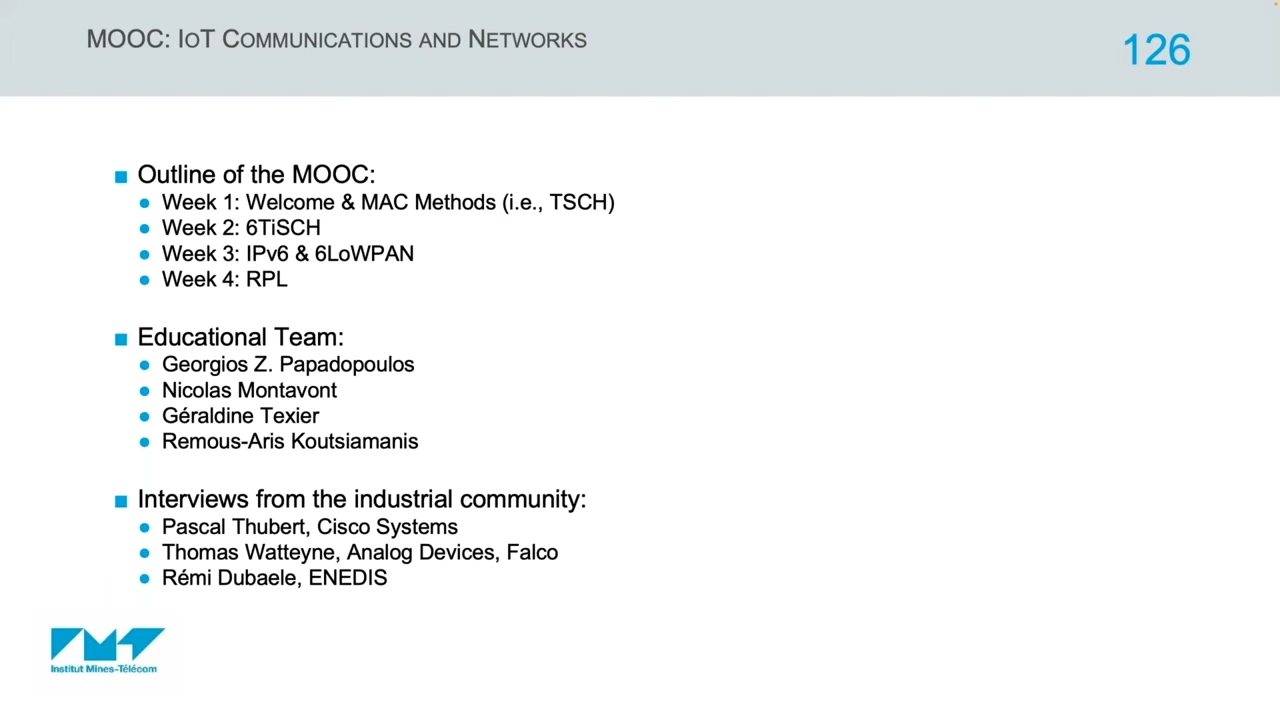 MOOC: IoT Communications and Networks
126
Outline of the MOOC:
Week 1: Welcome & MAC Methods (i.e., TSCH)
Week 2: 6TiSCH
Week 3: IPv6 & 6LoWPAN
Week 4: RPL
Educational Team:
Georgios Z. Papadopoulos
Nicolas Montavont
Géraldine Texier
Remous-Aris Koutsiamanis
Interviews from the industrial community:
Pascal Thubert, Cisco Systems
Thomas Watteyne, Analog Devices, Falco
Rémi Dubaele, ENEDIS
IMT
Institut Mines-Télécom